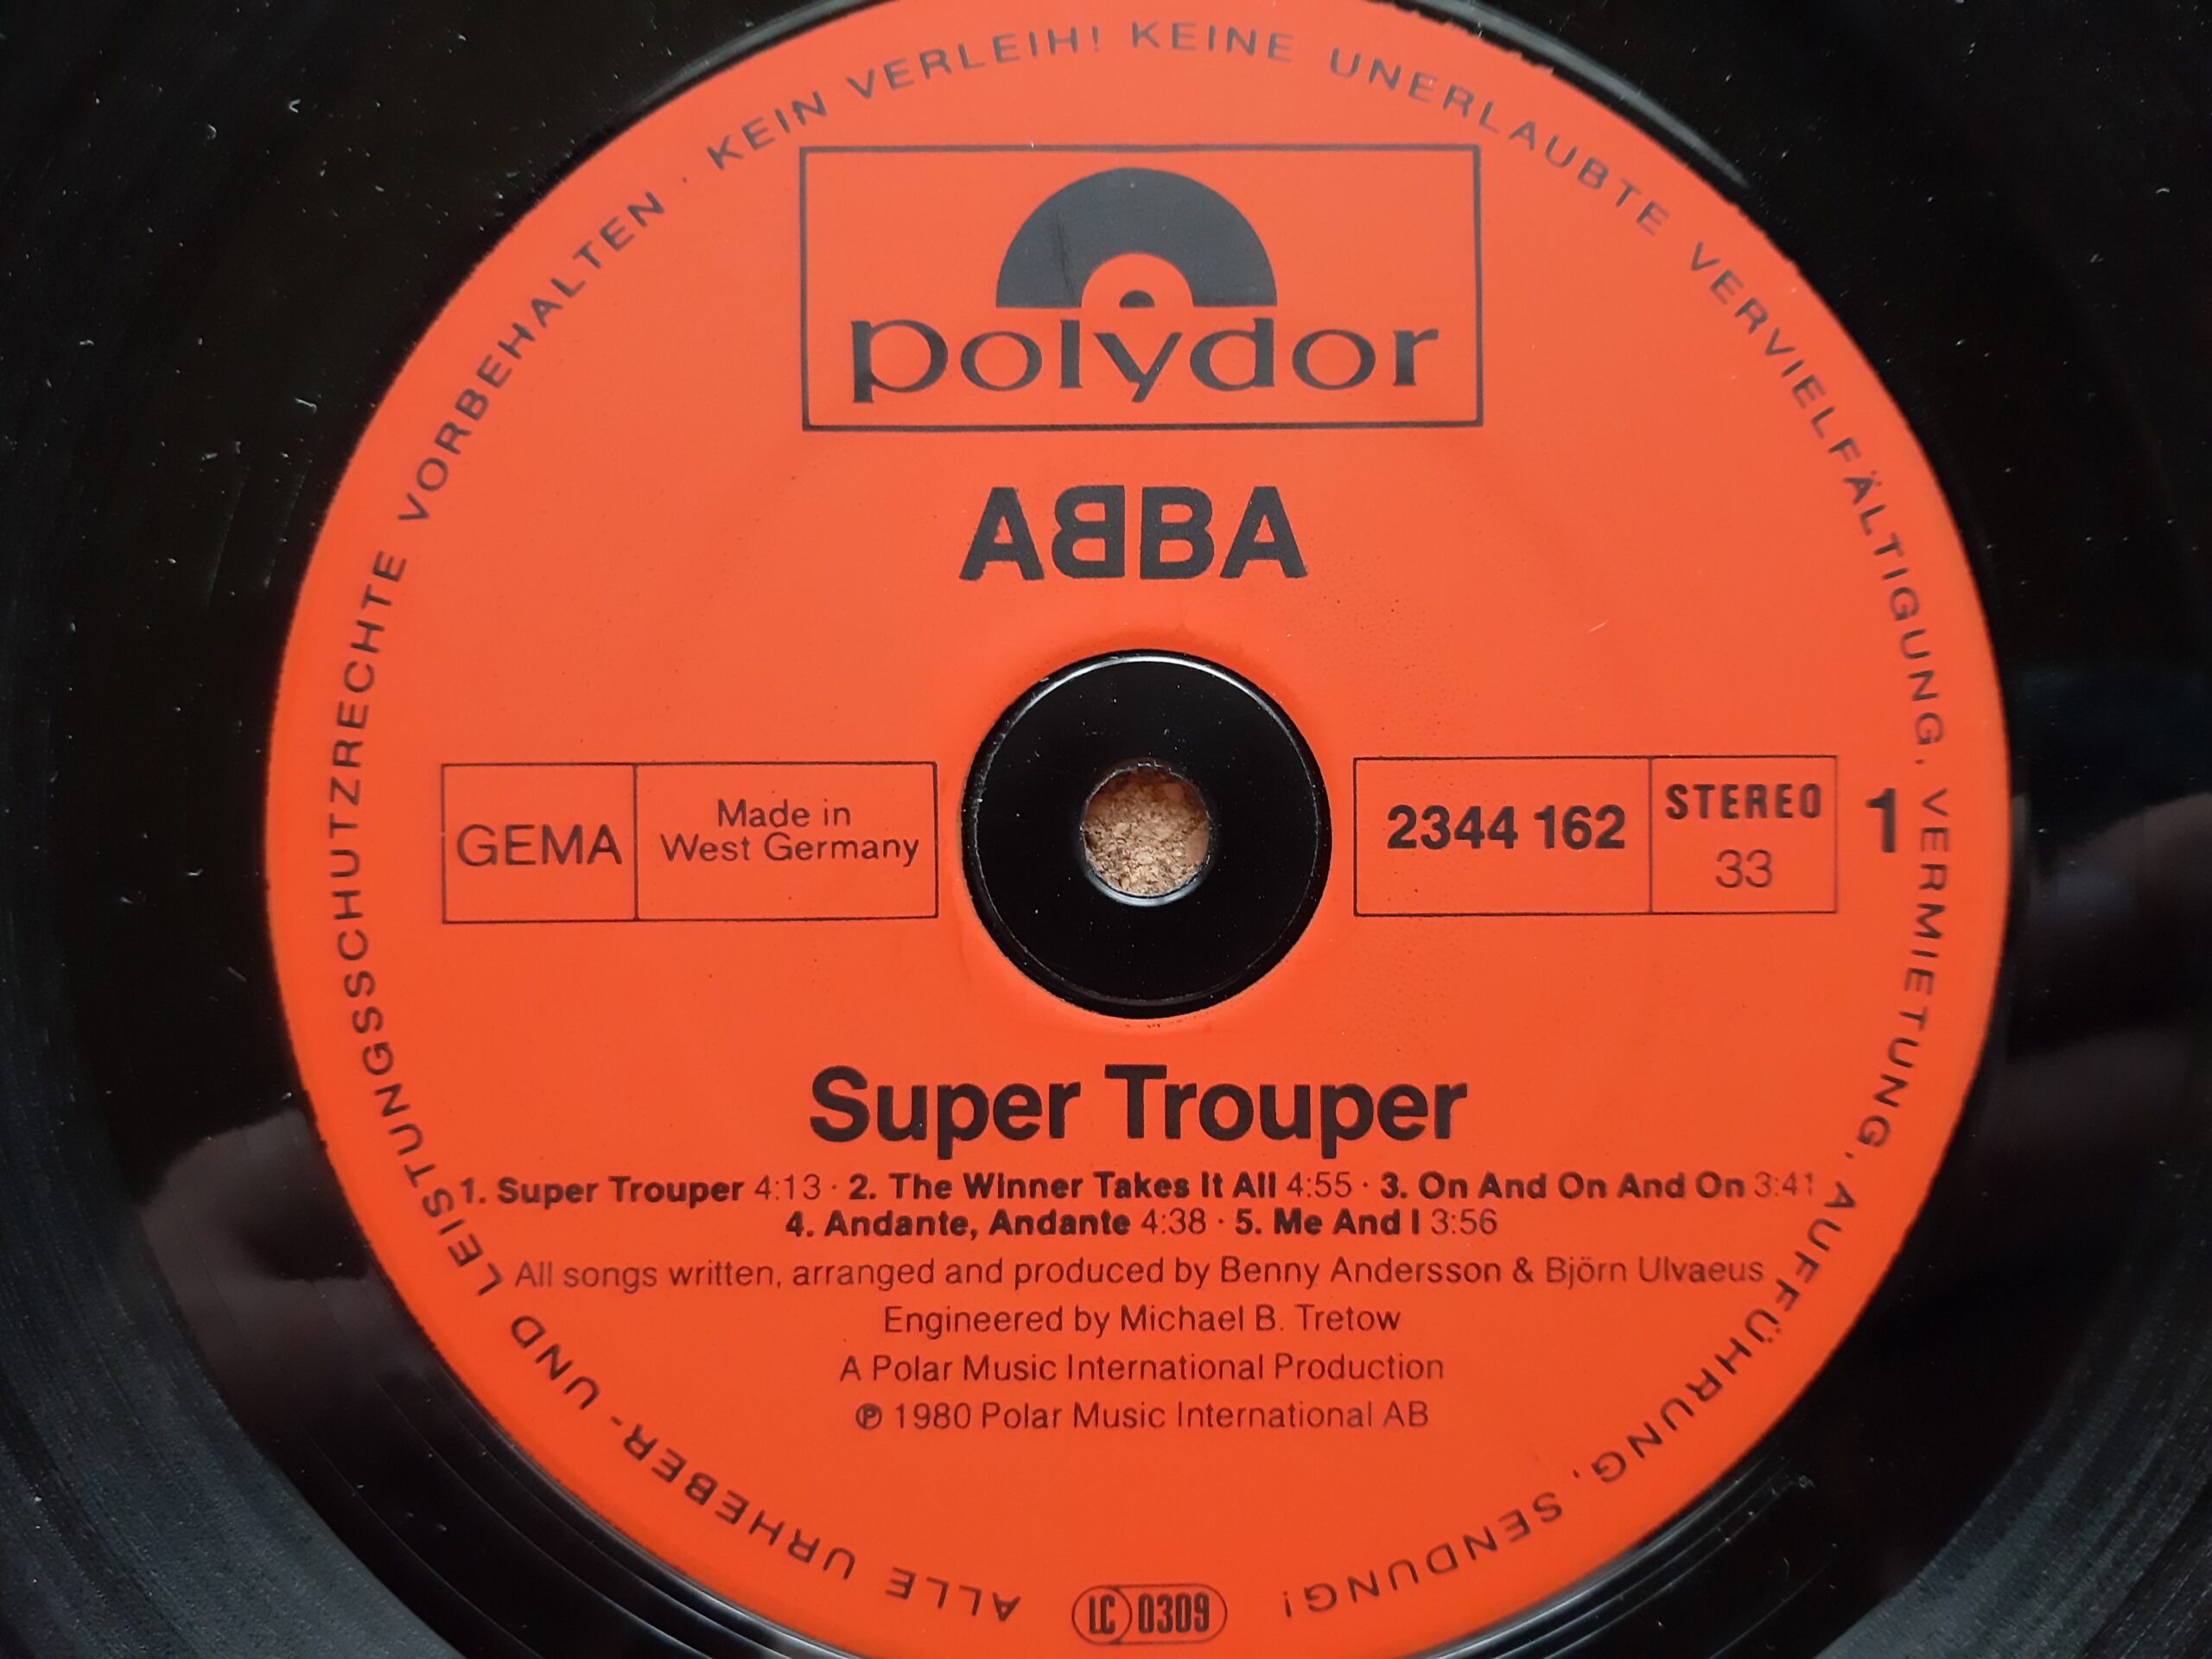 ALLE URHEBER- UND LEISTUNGSSCHUTZRECHTE VORBEHALTEN · KEIN VERLEIH! KEINE UNERLAUBTE VERVIELFÄLTIGUNG, VERMIETUNG, AUFFÜHRUNG, SENDUNG!
polydor
ABBA
GEMA
Made in
West Germany
2344 162
STEREO
33
1
Super Trouper
1. Super Trouper 4:13 · 2. The Winner Takes It All 4:55 · 3. On And On And On 3:41
4. Andante, Andante 4:38 · 5. Me And I 3:56
All songs written, arranged and produced by Benny Andersson & Björn Ulvaeus
Engineered by Michael B. Tretow
A Polar Music International Production
℗ 1980 Polar Music International AB
LC 0309